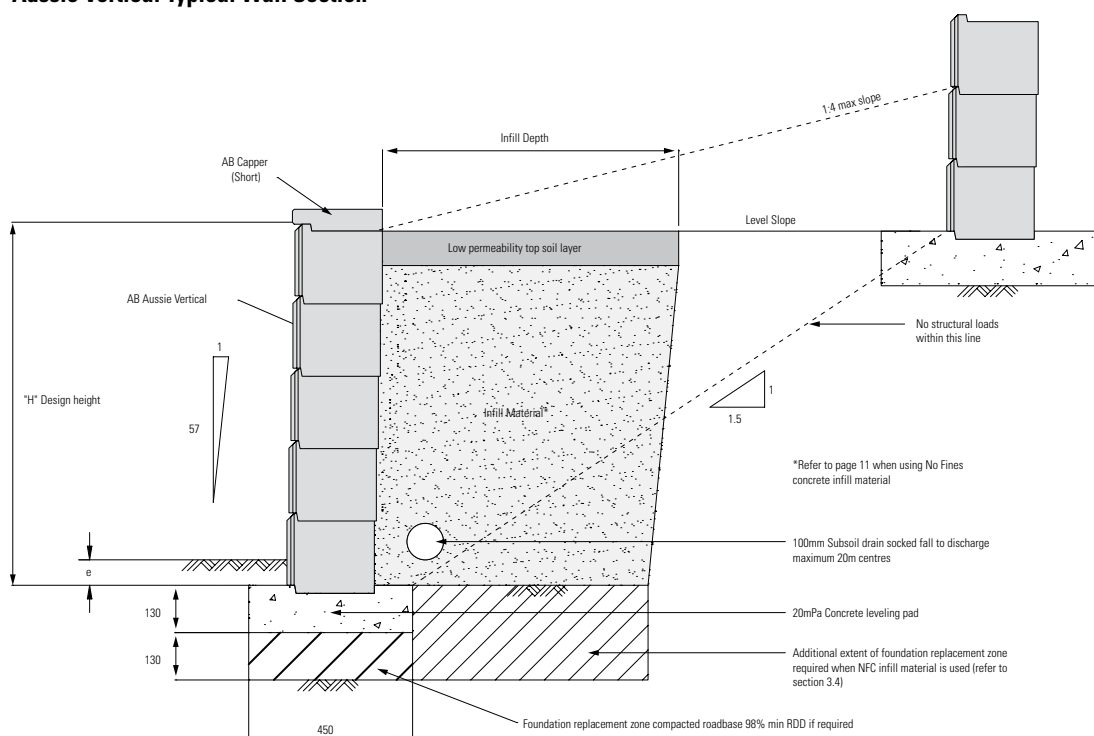 Aussie Vertical Typical Wall Section
1:4 max slope
Infill Depth
AB Capper
(Short)
Level Slope
Low permeability top soil layer
AB Aussie Vertical
No structural loads
within this line
1
57
"H" Design height
1
1.5
Infill Material*
*Refer to page 11 when using No Fines
concrete infill material
100mm Subsoil drain socked fall to discharge
maximum 20m centres
e
130
20mPa Concrete leveling pad
130
Additional extent of foundation replacement zone
required when NFC infill material is used (refer to
section 3.4)
Foundation replacement zone compacted roadbase 98% min RDD if required
450